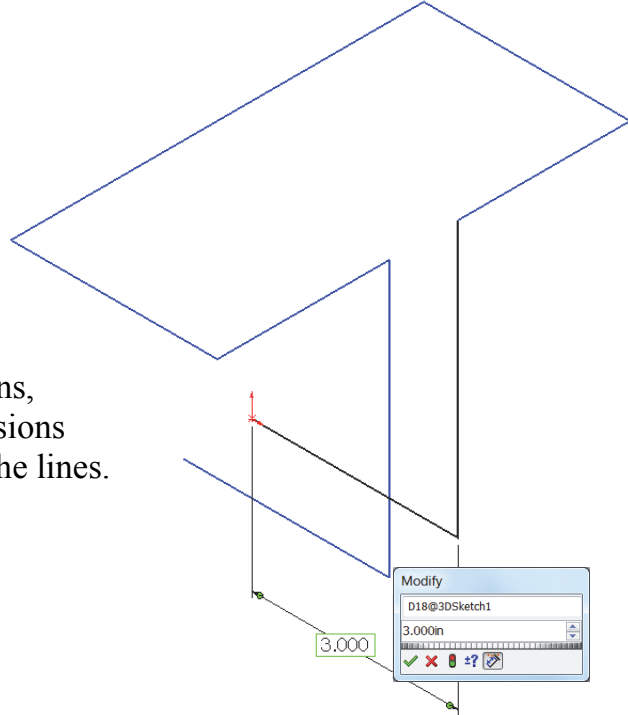 ns,
sions
he lines.
3.000
Modify
D18@3DSketch1
3.000in
±?